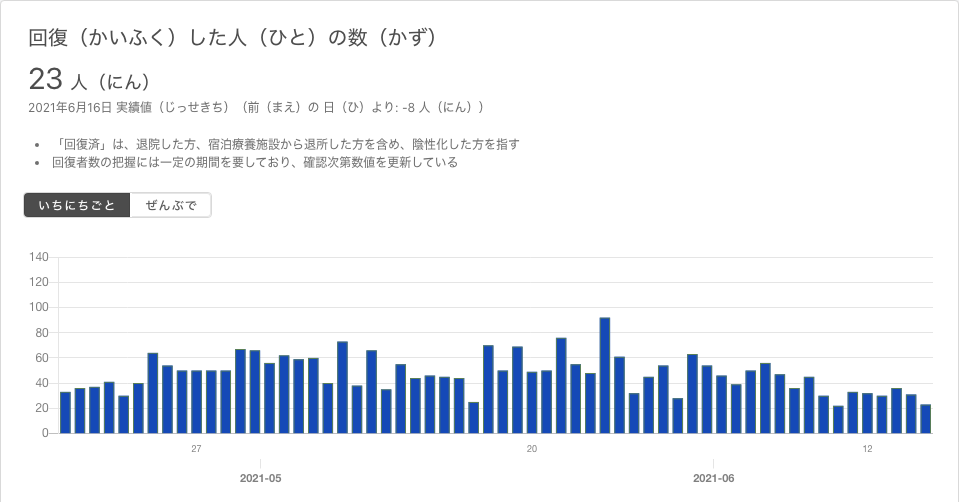 回復（かいふく）した人（ひと）の数（かず）
23 人（にん）
2021年6月16日 実績値（じっせきち）（前（まえ）の 日（ひ）より: -8 人（にん））
• 「回復済」は、退院した方、宿泊療養施設から退所した方を含め、陰性化した方を指す
• 回復者数の把握には一定の期間を要しており、確認次第数値を更新している
いちにちごと ぜんぶで
140
120
100
80
60
40
20
0
27 20 12
2021-05 2021-06